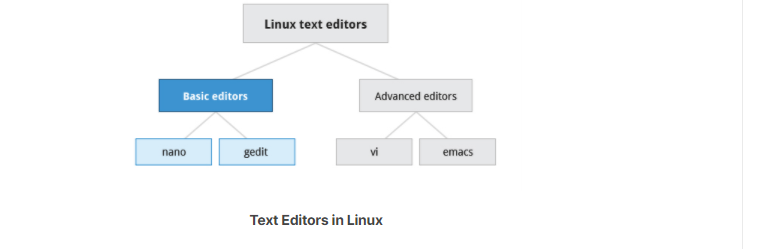 Linux text editors
Basic editors
Advanced editors
nano
gedit
vi
emacs
Text Editors in Linux